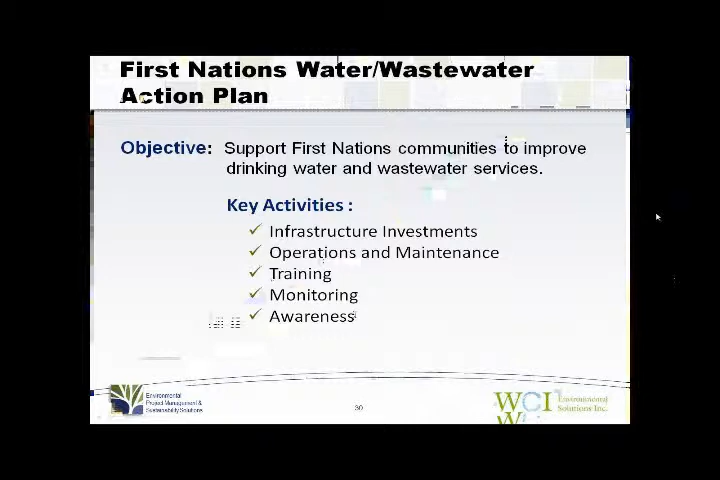 First Nations Water/Wastewater
Action Plan
Objective: Support First Nations communities to improve
drinking water and wastewater services.
Key Activities :
✓ Infrastructure Investments
✓ Operations and Maintenance
✓ Training
✓ Monitoring
✓ Awareness
Environmental
Project Management &
Sustainability Solutions
30
WCI Environmental
Solutions Inc.